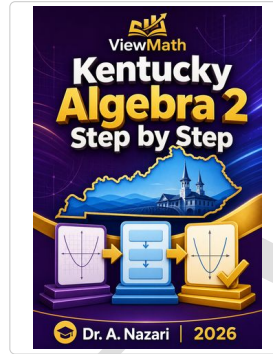 ViewMath
Kentucky
Algebra 2
Step by Step
Dr. A. Nazari | 2026